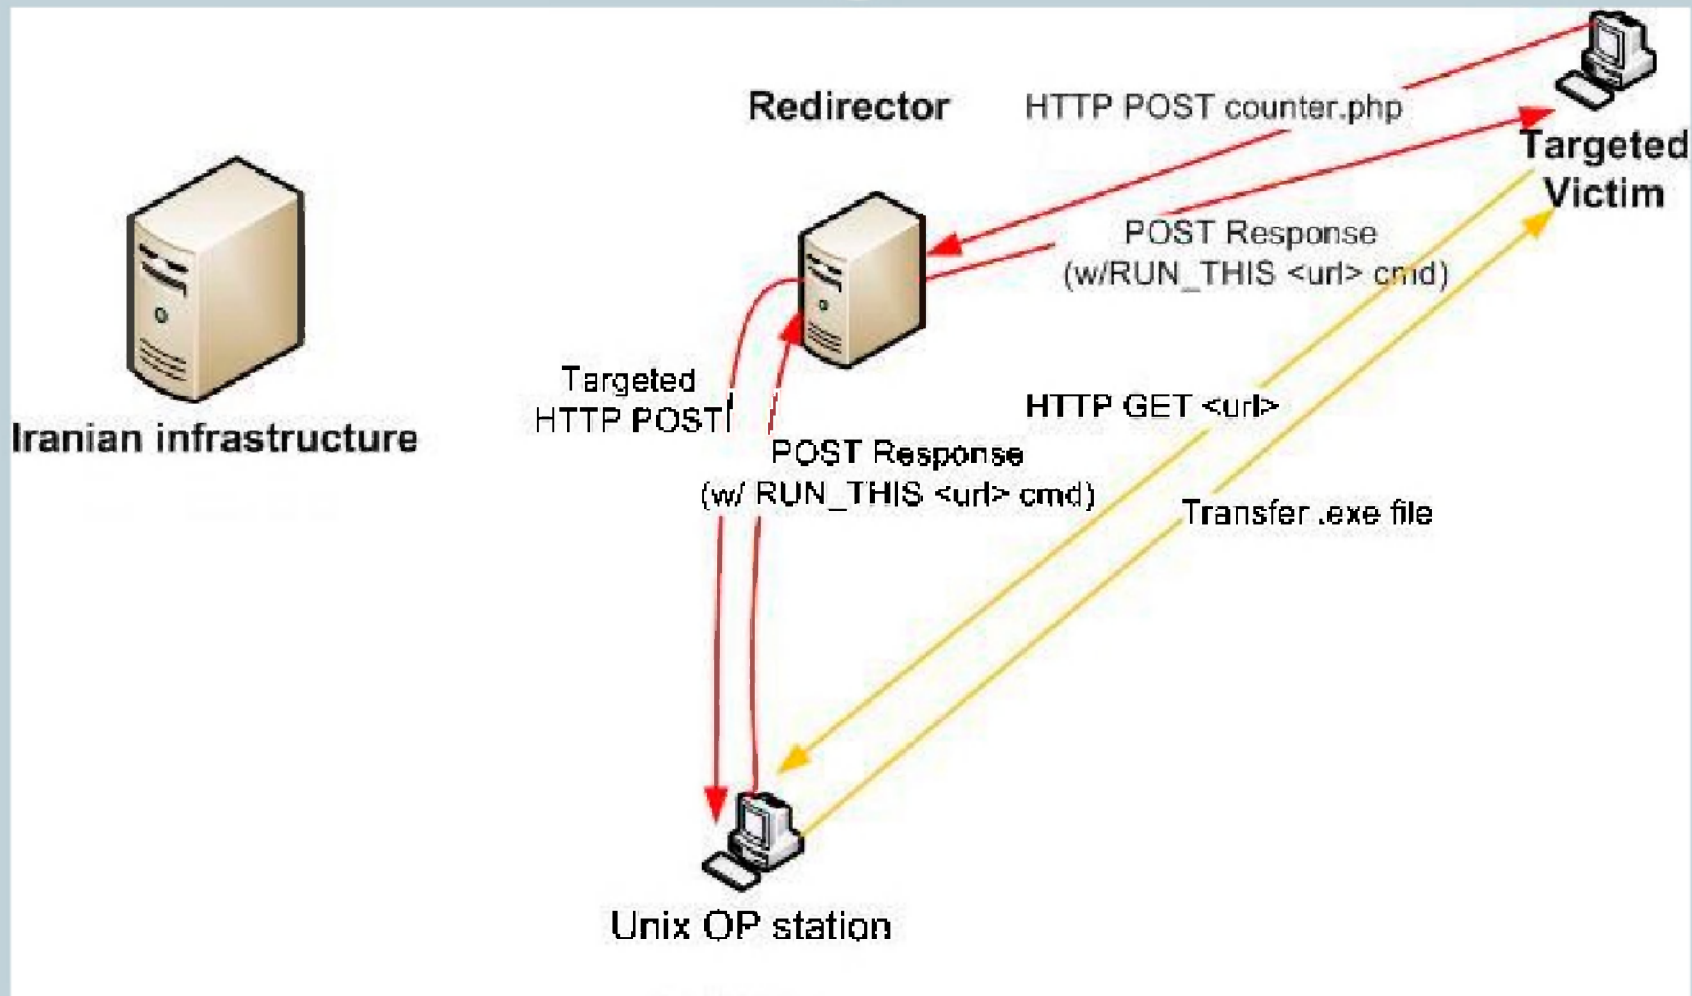 Redirector
HTTP POST counter.php
Targeted
Victim
POST Response
(w/RUN_THIS <url> cmd)
Iranian infrastructure
Targeted
HTTP POST
POST Response
(w/ RUN_THIS <url> cmd)
HTTP GET <url>
Transfer .exe file
Unix OP station